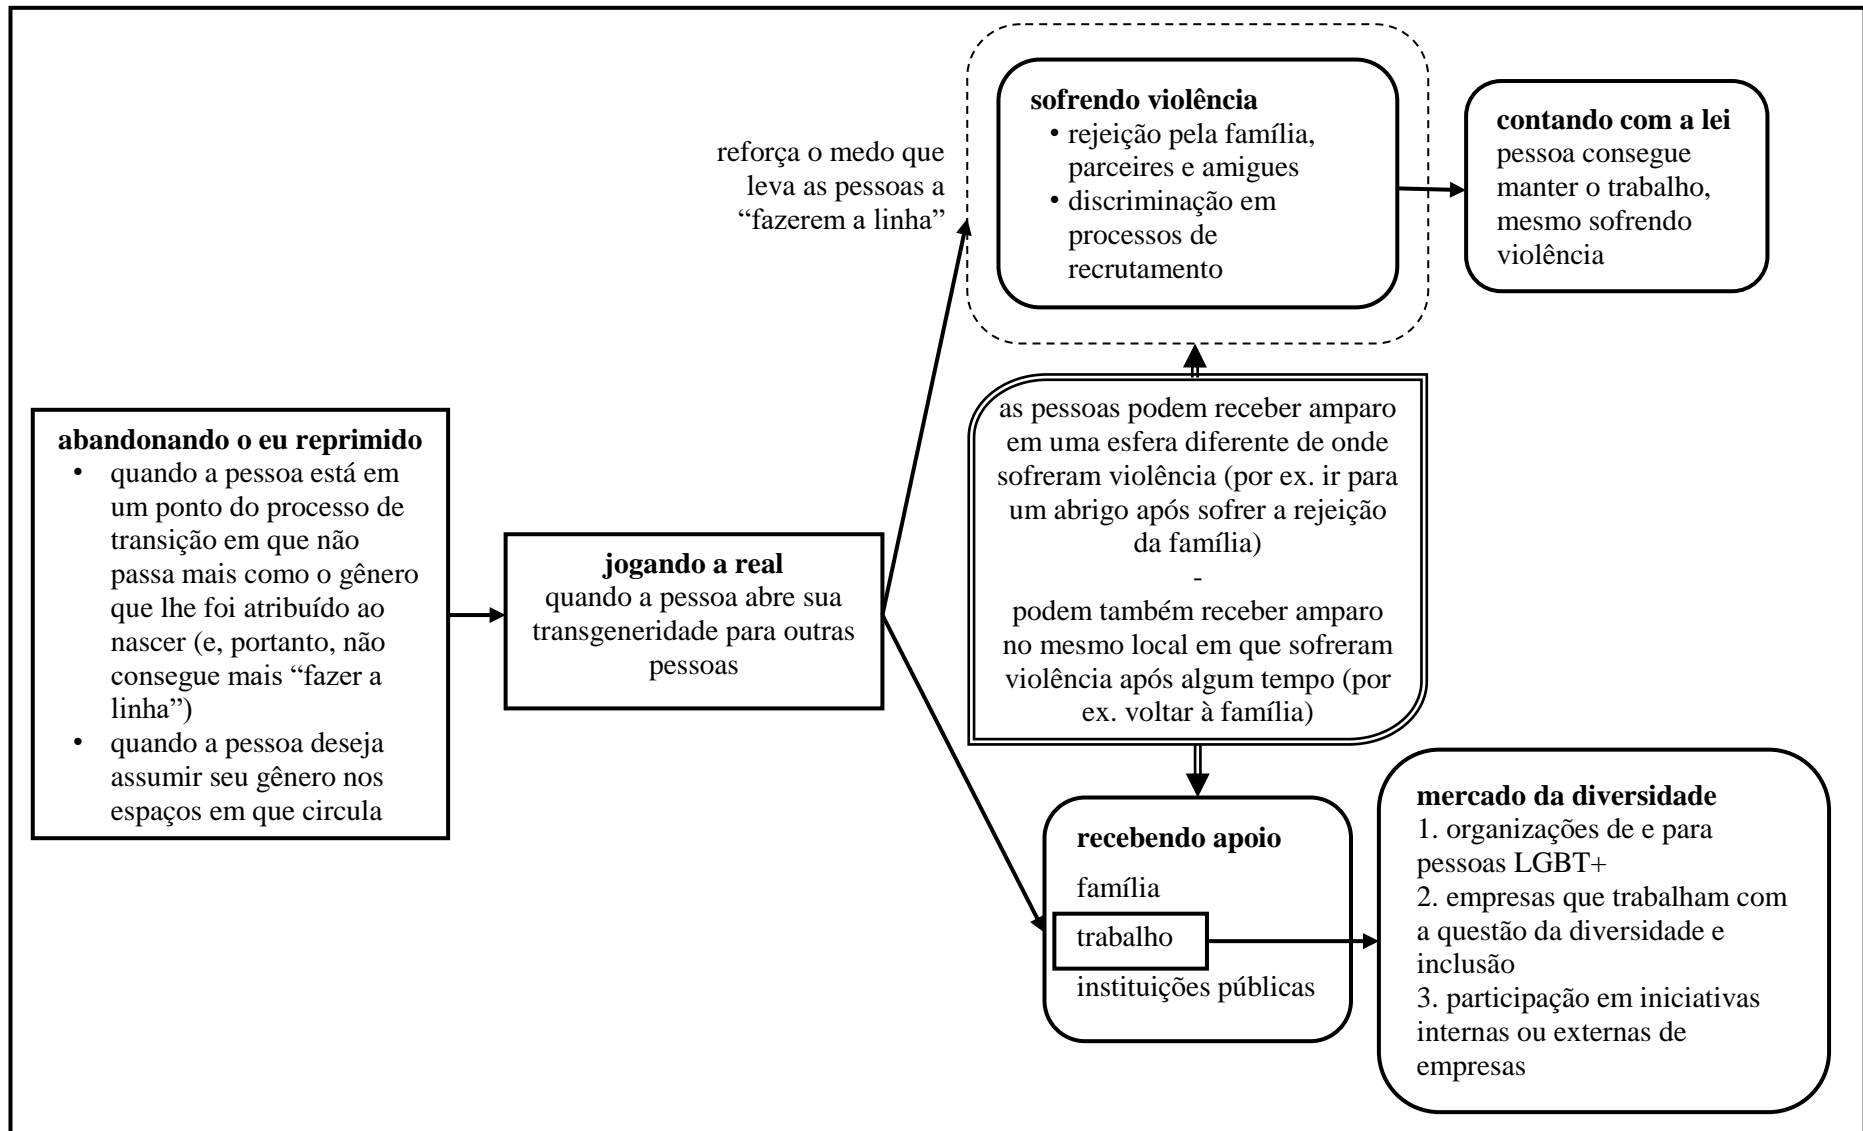 abandonando o eu reprimido
• quando a pessoa está em
um ponto do processo de
transição em que não
passa mais como o gênero
que lhe foi atribuído ao
nascer (e, portanto, não
consegue mais “fazer a
linha”)
• quando a pessoa deseja
assumir seu gênero nos
espaços em que circula
jogando a real
quando a pessoa abre sua
transgeneridade para outras
pessoas
reforça o medo que
leva as pessoas a
“fazerem a linha”
sofrendo violência
• rejeição pela família,
parceires e amigues
• discriminação em
processos de
recrutamento
contando com a lei
pessoa consegue
manter o trabalho,
mesmo sofrendo
violência
as pessoas podem receber amparo
em uma esfera diferente de onde
sofreram violência (por ex. ir para
um abrigo após sofrer a rejeição
da família)
-
podem também receber amparo
no mesmo local em que sofreram
violência após algum tempo (por
ex. voltar à família)
recebendo apoio
família
trabalho
instituições públicas
mercado da diversidade
1. organizações de e para
pessoas LGBT+
2. empresas que trabalham com
a questão da diversidade e
inclusão
3. participação em iniciativas
internas ou externas de
empresas